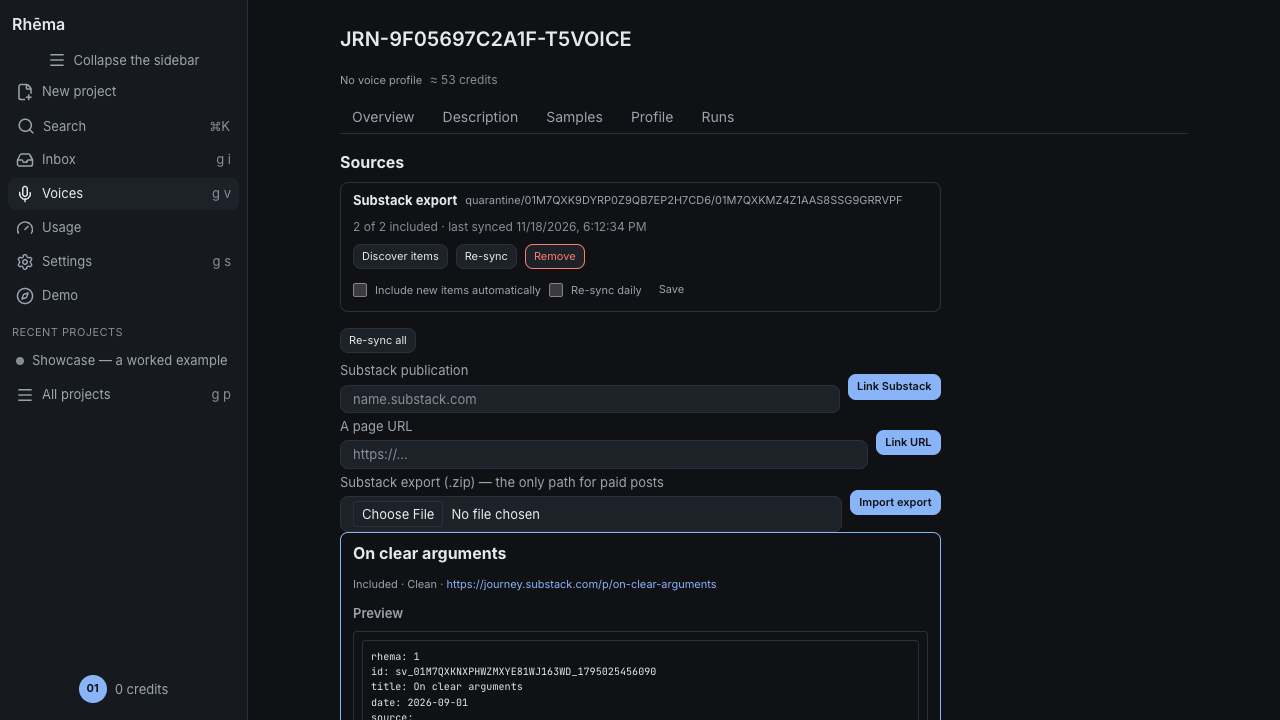 Rhēma
Collapse the sidebar
New project
Search ⌘K
Inbox g i
Voices g v
Usage
Settings g s
Demo
RECENT PROJECTS
Showcase — a worked example
All projects g p
01 0 credits
JRN-9F05697C2A1F-T5VOICE
No voice profile ≈ 53 credits
Overview Description Samples Profile Runs
Sources
Substack export quarantine/01M7QXK9DYRP0Z9QB7EP2H7CD6/01M7QXKMZ4Z1AAS8SSG9GRRVPF
2 of 2 included · last synced 11/18/2026, 6:12:34 PM
Discover items Re-sync Remove
Include new items automatically Re-sync daily Save
Re-sync all
Substack publication
name.substack.com Link Substack
A page URL
https://... Link URL
Substack export (.zip) — the only path for paid posts
Choose File No file chosen Import export
On clear arguments
Included · Clean · https://journey.substack.com/p/on-clear-arguments
Preview
rhema: 1
id: sv_01M7QXKNXPHWZMXYE81WJ163WD_1795025456090
title: On clear arguments
date: 2026-09-01
source: